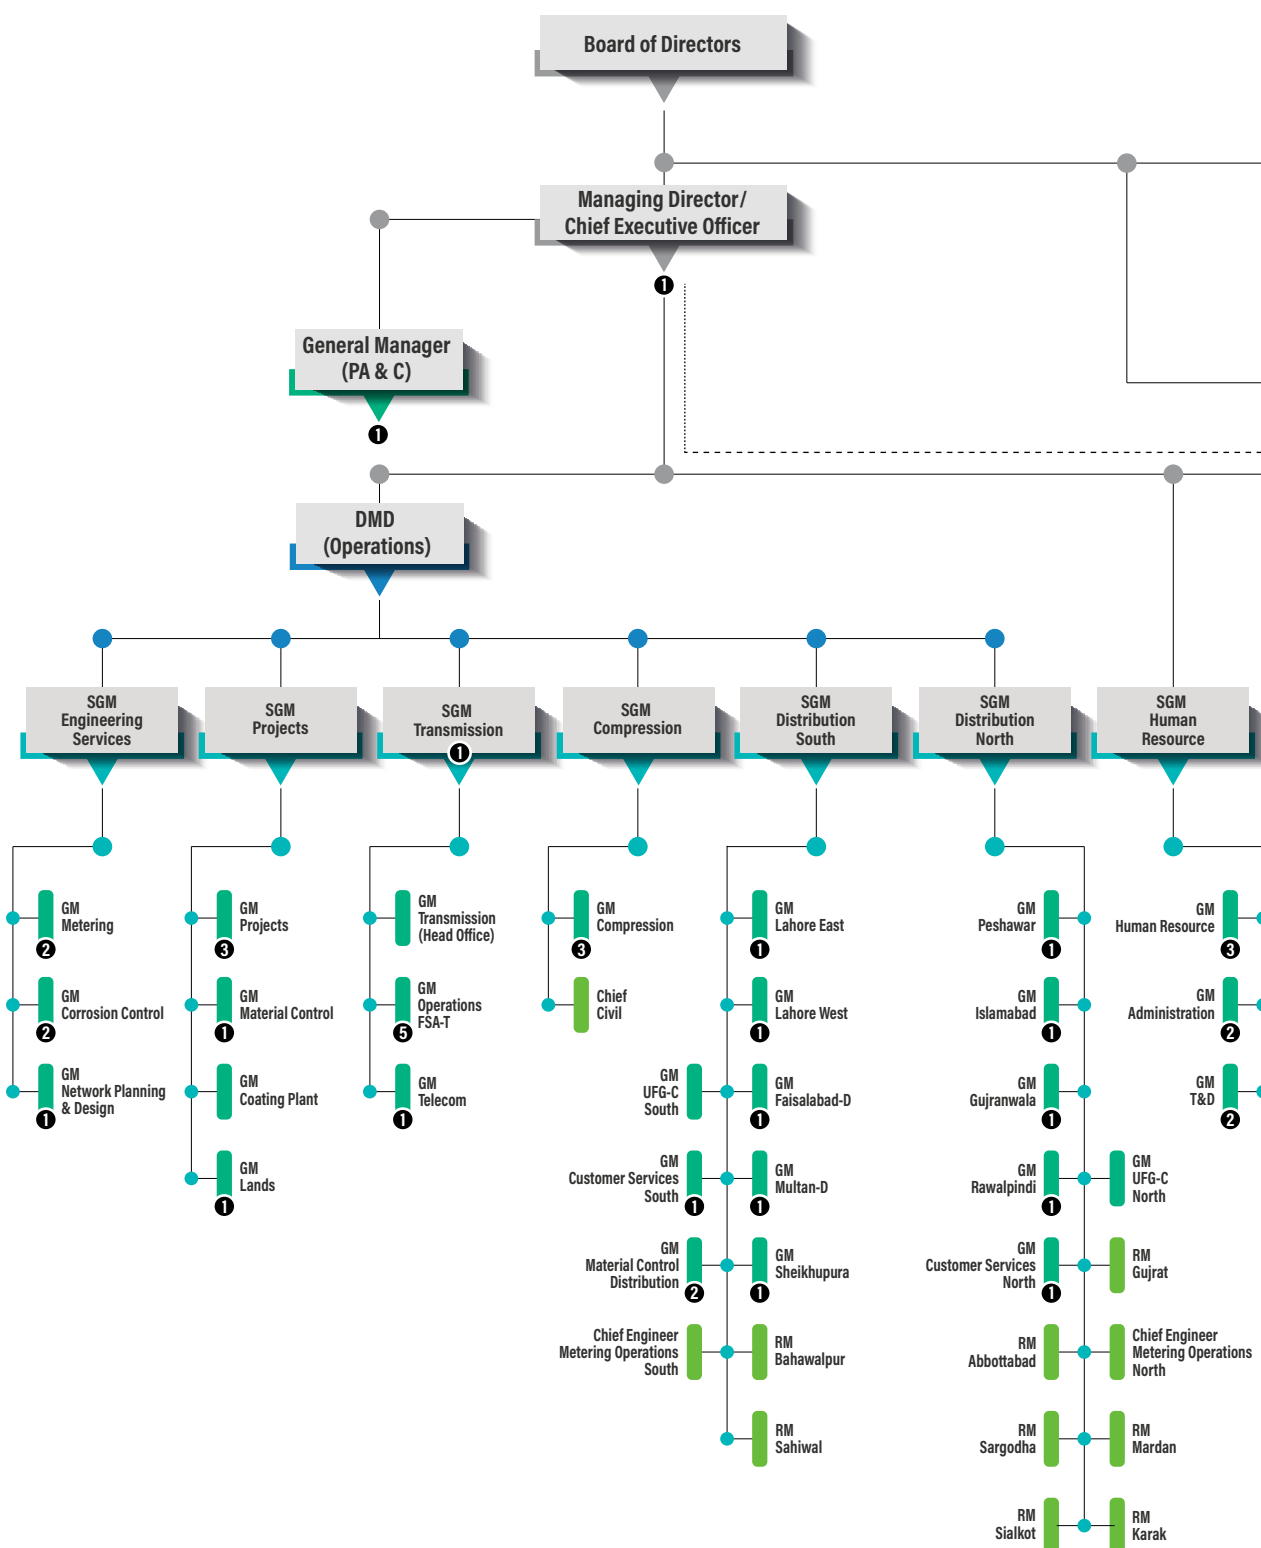 Board of Directors
Managing Director/
Chief Executive Officer
1
General Manager
(PA & C)
1
DMD
(Operations)
SGM
Engineering
Services
SGM
Projects
SGM
Transmission
1
SGM
Compression
SGM
Distribution
South
SGM
Distribution
North
SGM
Human
Resource
GM
Metering
2
GM
Corrosion Control
2
GM
Network Planning
& Design
1
GM
Projects
3
GM
Material Control
1
GM
Coating Plant
GM
Lands
1
GM
Transmission
(Head Office)
GM
Operations
FSA-T
5
GM
Telecom
1
GM
Compression
3
Chief
Civil
GM
Lahore East
1
GM
Lahore West
1
GM
UFG-C
South
GM
Faisalabad-D
1
GM
Customer Services
South
1
GM
Multan-D
1
GM
Material Control
Distribution
2
GM
Sheikhupura
1
Chief Engineer
Metering Operations
South
RM
Bahawalpur
RM
Sahiwal
GM
Peshawar
1
GM
Islamabad
1
GM
Gujranwala
1
GM
Rawalpindi
1
GM
UFG-C
North
GM
Customer Services
North
1
RM
Gujrat
RM
Abbottabad
Chief Engineer
Metering Operations
North
RM
Sargodha
RM
Mardan
RM
Sialkot
RM
Karak
GM
Human Resource
3
GM
Administration
2
GM
T&D
2